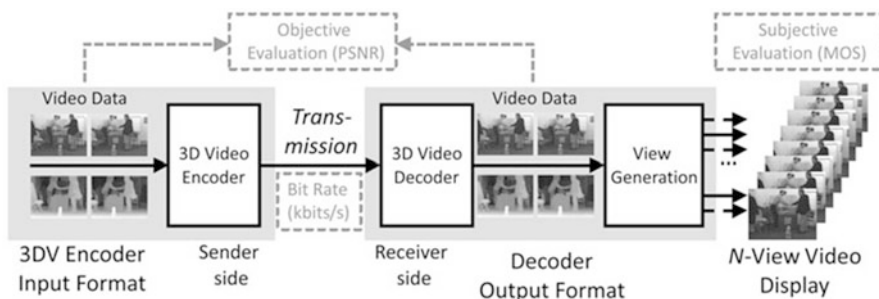 Objective
Evaluation (PSNR)
Subjective
Evaluation (MOS)
Video Data
3D Video
Encoder
Trans-
mission
Bit Rate
(kbits/s)
3D Video
Decoder
Video Data
View
Generation
...
3DV Encoder
Input Format
Sender
side
Receiver
side
Decoder
Output Format
N-View Video
Display